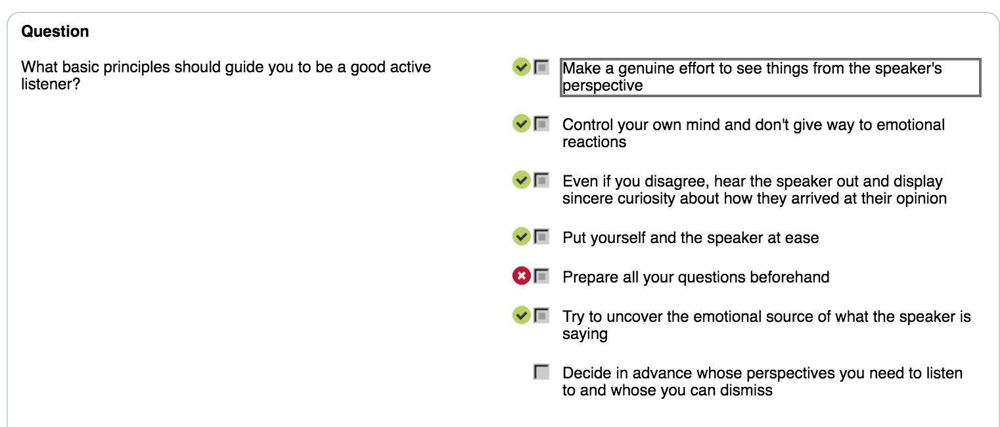 Question
What basic principles should guide you to be a good active
listener?
Make a genuine effort to see things from the speaker's
perspective
Control your own mind and don't give way to emotional
reactions
Even if you disagree, hear the speaker out and display
sincere curiosity about how they arrived at their opinion
Put yourself and the speaker at ease
Prepare all your questions beforehand
Try to uncover the emotional source of what the speaker is
saying
Decide in advance whose perspectives you need to listen
to and whose you can dismiss